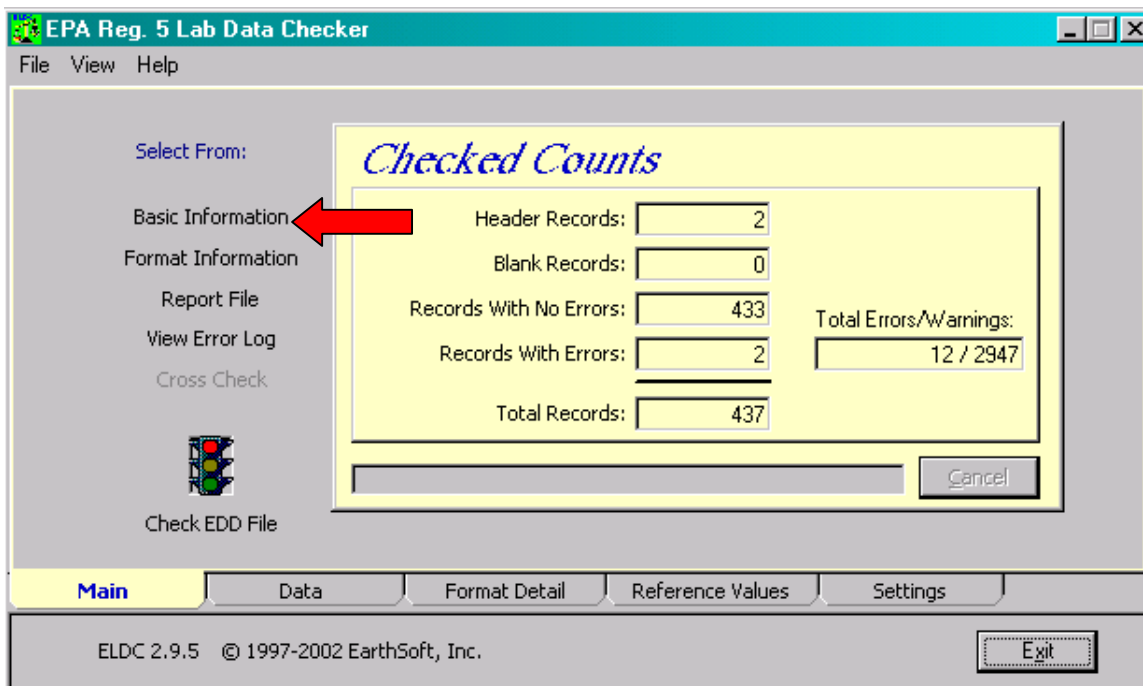 EPA Reg. 5 Lab Data Checker
File View Help
Select From:
Basic Information
Format Information
Report File
View Error Log
Cross Check
Check EDD File
Checked Counts
Header Records: 2
Blank Records: 0
Records With No Errors: 433
Records With Errors: 2
Total Records: 437
Total Errors/Warnings:
12 / 2947
Cancel
Main Data Format Detail Reference Values Settings
ELDC 2.9.5 © 1997-2002 EarthSoft, Inc. Exit